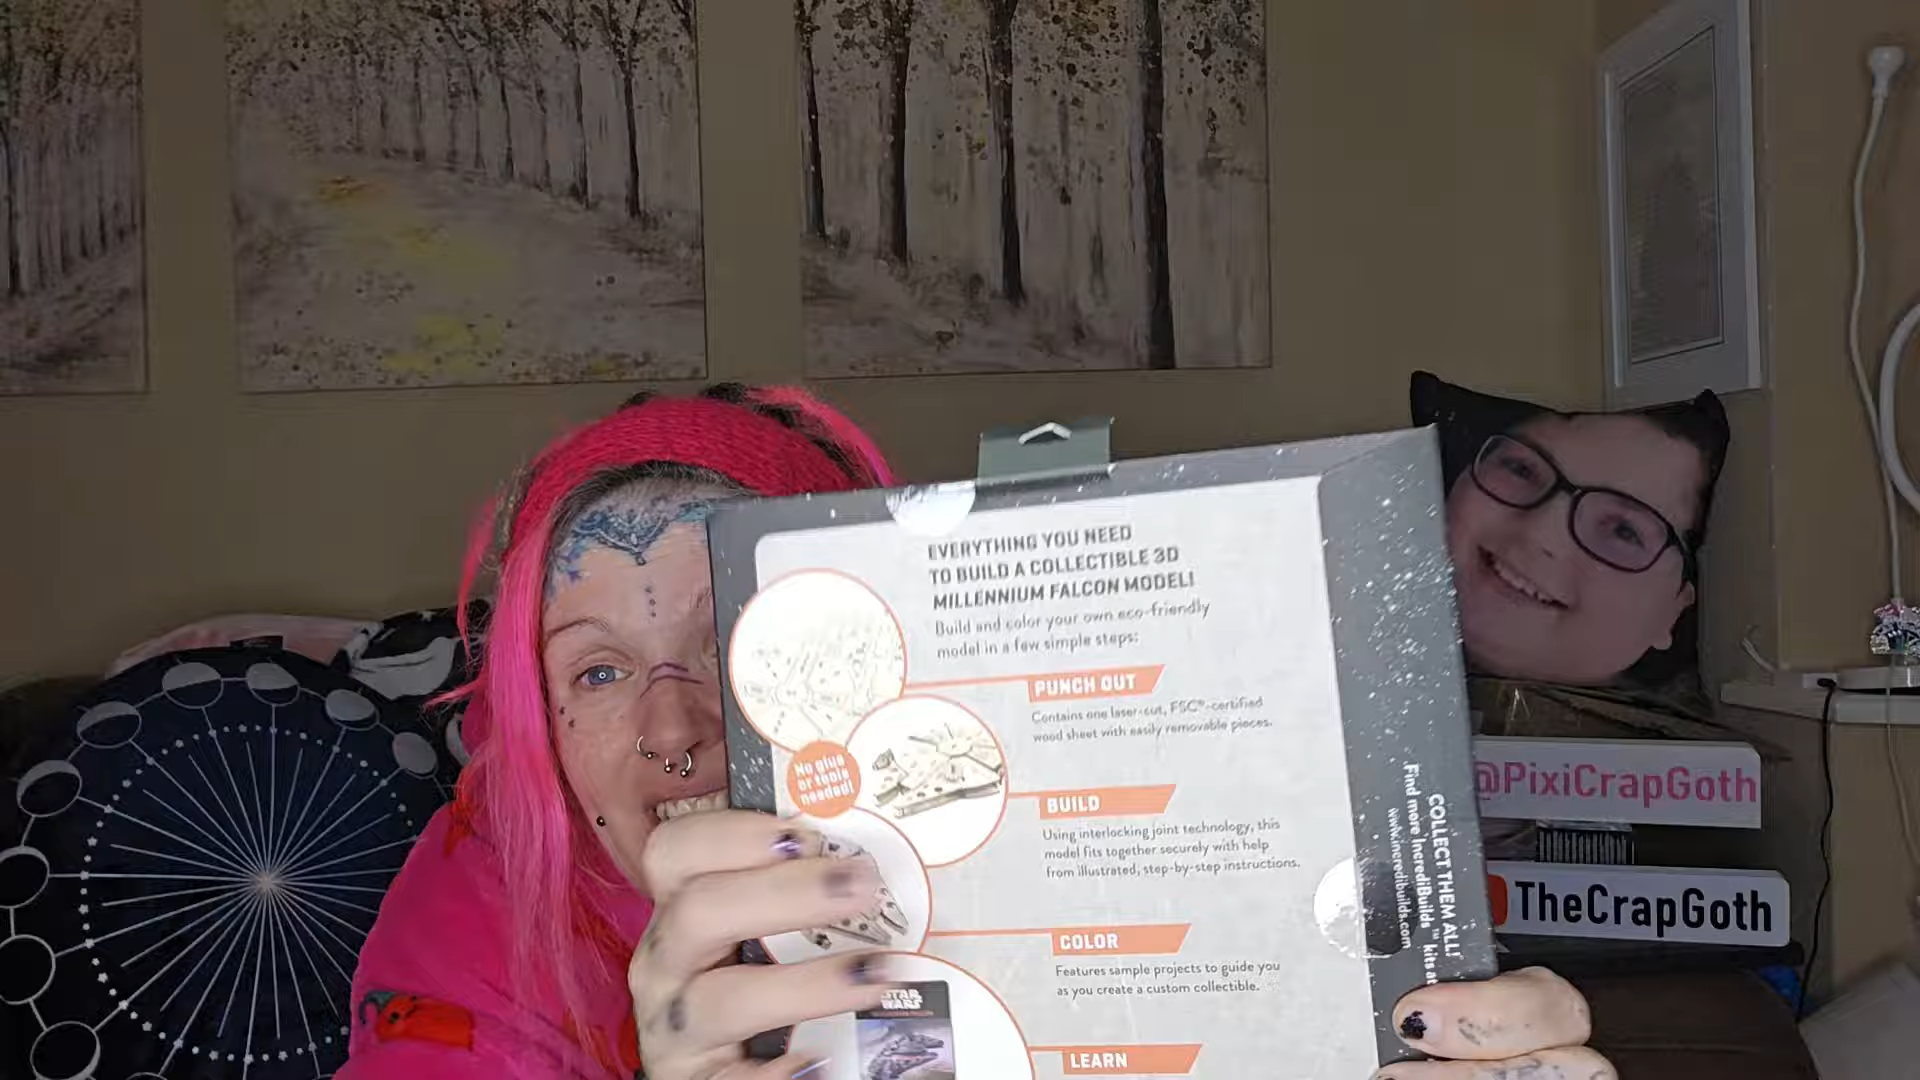 EVERYTHING YOU NEED
TO BUILD A COLLECTIBLE 3D
MILLENNIUM FALCON MODEL!
Build and color your own eco-friendly
model in a few simple steps:
PUNCH OUT
Contains one laser-cut, FSC®-certified
wood sheet with easily removable pieces.
No glue
or tools
needed!
BUILD
Using interlocking joint technology, this
model fits together securely with help
from illustrated, step-by-step instructions.
COLOR
Features sample projects to guide you
as you create a custom collectible.
STAR
WARS
LEARN
COLLECT THEM ALL!
Find more IncrediBuilds™ kits
www.incredibuilds.com
@PixiCrapGoth
TheCrapGoth